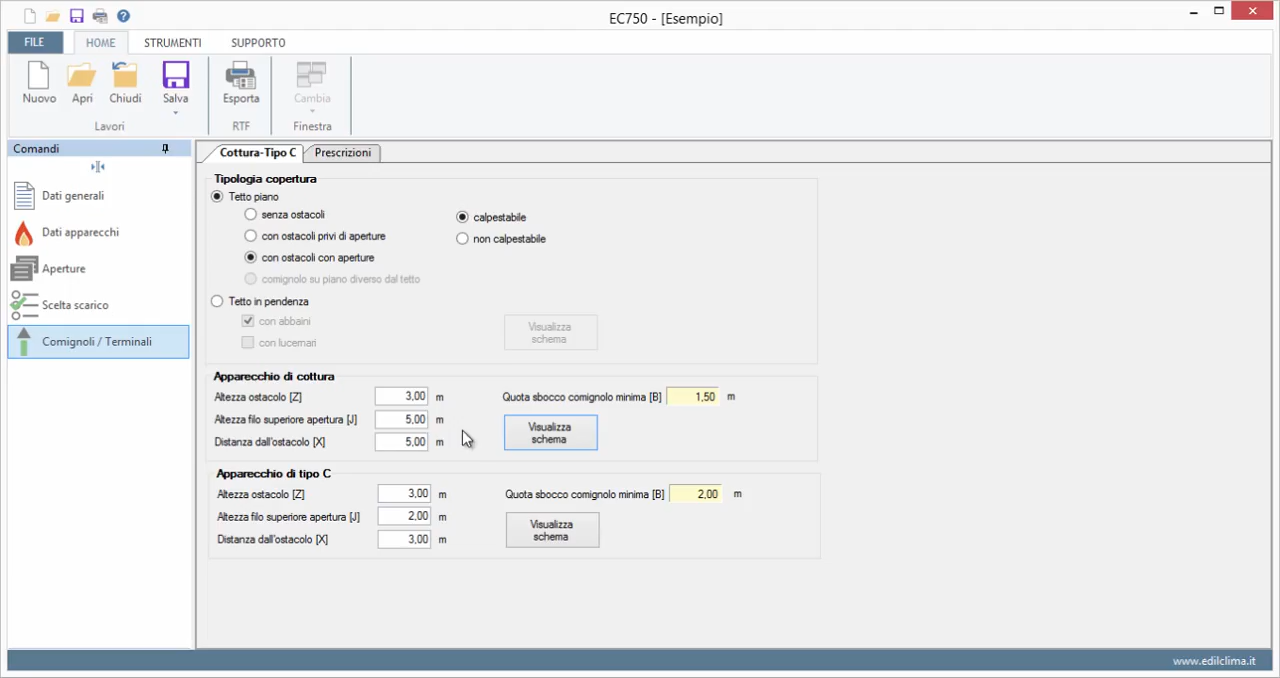 EC750 - [Esempio]
FILE HOME STRUMENTI SUPPORTO
Nuovo Apri Chiudi Salva Esporta Cambia
Lavori RTF Finestra
Comandi
Dati generali
Dati apparecchi
Aperture
Scelta scarico
Comignoli / Terminali
Cottura-Tipo C Prescrizioni
Tipologia copertura
Tetto piano
senza ostacoli calpestabile
con ostacoli privi di aperture non calpestabile
con ostacoli con aperture
comignolo su piano diverso dal tetto
Tetto in pendenza
con abbaini
con lucernari
Visualizza
schema
Apparecchio di cottura
Altezza ostacolo [Z] 3,00 m Quota sbocco comignolo minima [B] 1,50 m
Altezza filo superiore apertura [J] 5,00 m
Distanza dall'ostacolo [X] 5,00 m
Visualizza
schema
Apparecchio di tipo C
Altezza ostacolo [Z] 3,00 m Quota sbocco comignolo minima [B] 2,00 m
Altezza filo superiore apertura [J] 2,00 m
Distanza dall'ostacolo [X] 3,00 m
Visualizza
schema
www.edilclima.it